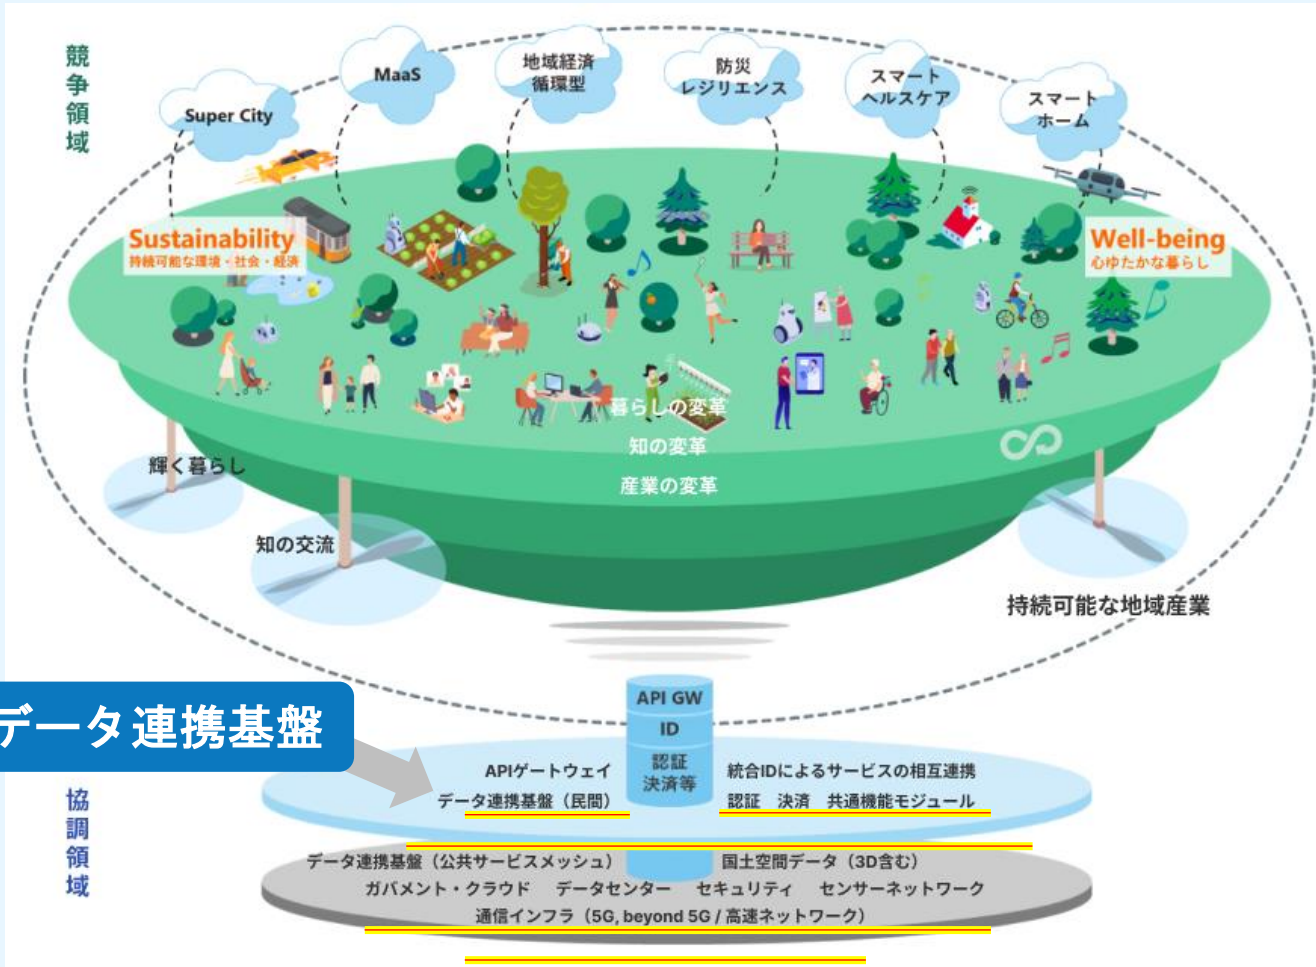 競争領域
Super City
MaaS
地域経済
循環型
防災
レジリエンス
スマート
ヘルスケア
スマート
ホーム
Sustainability
持続可能な環境・社会・経済
Well-being
心ゆたかな暮らし
暮らしの変革
知の変革
産業の変革
輝く暮らし
知の交流
持続可能な地域産業
データ連携基盤
協調領域
API GW
ID
認証
決済等
APIゲートウェイ
データ連携基盤（民間）
統合IDによるサービスの相互連携
認証 決済 共通機能モジュール
データ連携基盤（公共サービスメッシュ） 国土空間データ（3D含む）
ガバメント・クラウド データセンター セキュリティ センサーネットワーク
通信インフラ（5G, beyond 5G / 高速ネットワーク）